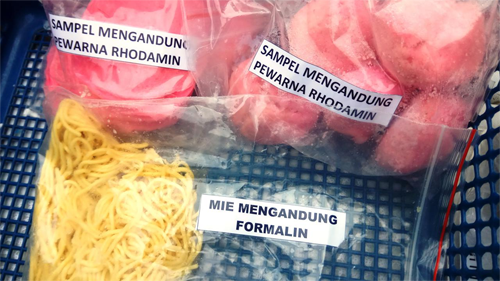 SAMPEL MENGANDUNG
PEWARNA RHODAMIN
SAMPEL MENGANDUNG
PEWARNA RHODAMIN
MIE MENGANDUNG
FORMALIN